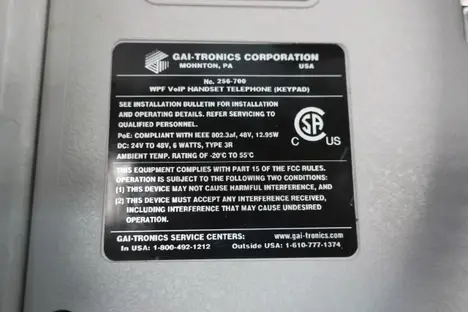 GAI-TRONICS CORPORATION
MOHNTON, PA USA
No. 256-700
WPF VoIP HANDSET TELEPHONE (KEYPAD)
SEE INSTALLATION BULLETIN FOR INSTALLATION
AND OPERATING DETAILS. REFER SERVICING TO
QUALIFIED PERSONNEL.
PoE: COMPLIANT WITH IEEE 802.3af, 48V, 12.95W
DC: 24V TO 48V, 6 WATTS, TYPE 3R
AMBIENT TEMP. RATING OF -20°C TO 55°C
CSA
C US
THIS EQUIPMENT COMPLIES WITH PART 15 OF THE FCC RULES.
OPERATION IS SUBJECT TO THE FOLLOWING TWO CONDITIONS:
(1) THIS DEVICE MAY NOT CAUSE HARMFUL INTERFERENCE, AND
(2) THIS DEVICE MUST ACCEPT ANY INTERFERENCE RECEIVED,
INCLUDING INTERFERENCE THAT MAY CAUSE UNDESIRED
OPERATION.
GAI-TRONICS SERVICE CENTERS: www.gai-tronics.com
In USA: 1-800-492-1212 Outside USA: 1-610-777-1374